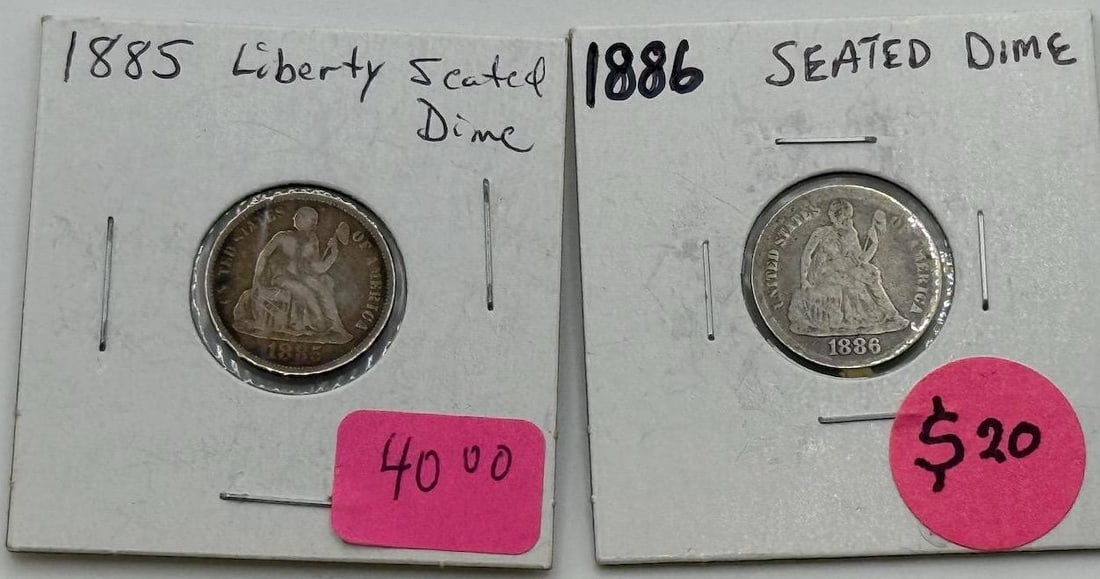 1885 Liberty Seated
Dime
UNITED STATES OF AMERICA
1885
40 00
1886 SEATED DIME
UNITED STATES OF AMERICA
1886
$20